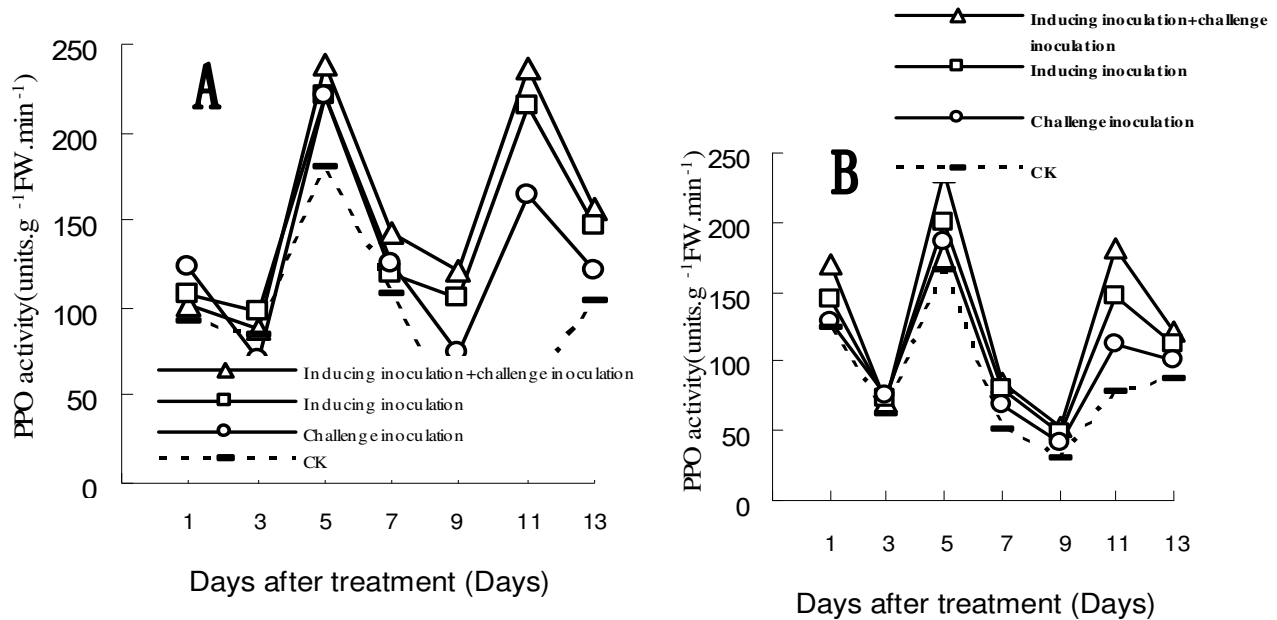 A
PPO activity(units.g⁻¹FW.min⁻¹)
250
200
150
100
50
0
Inducing inoculation+challenge inoculation
Inducing inoculation
Challenge inoculation
CK
1 3 5 7 9 11 13
Days after treatment (Days)
Inducing inoculation+challenge
inoculation
Inducing inoculation
Challenge inoculation
CK
B
PPO activity(units.g⁻¹FW.min⁻¹)
250
200
150
100
50
0
1 3 5 7 9 11 13
Days after treatment (Days)